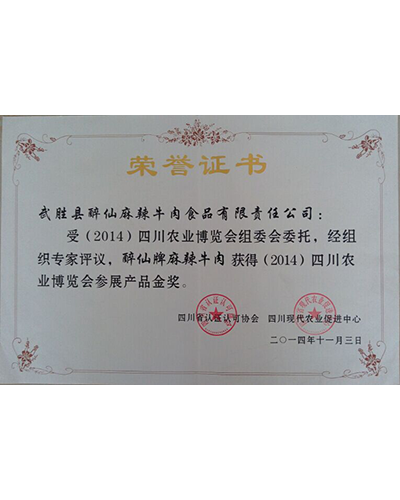 荣誉证书
武胜县醉仙麻辣牛肉食品有限责任公司：
受（2014）四川农业博览会组委会委托，经组
织专家评议，醉仙牌麻辣牛肉 获得（2014）四川农
业博览会参展产品金奖。
四川省认证认可协会 四川现代农业促进中心
二〇一四年十一月三日